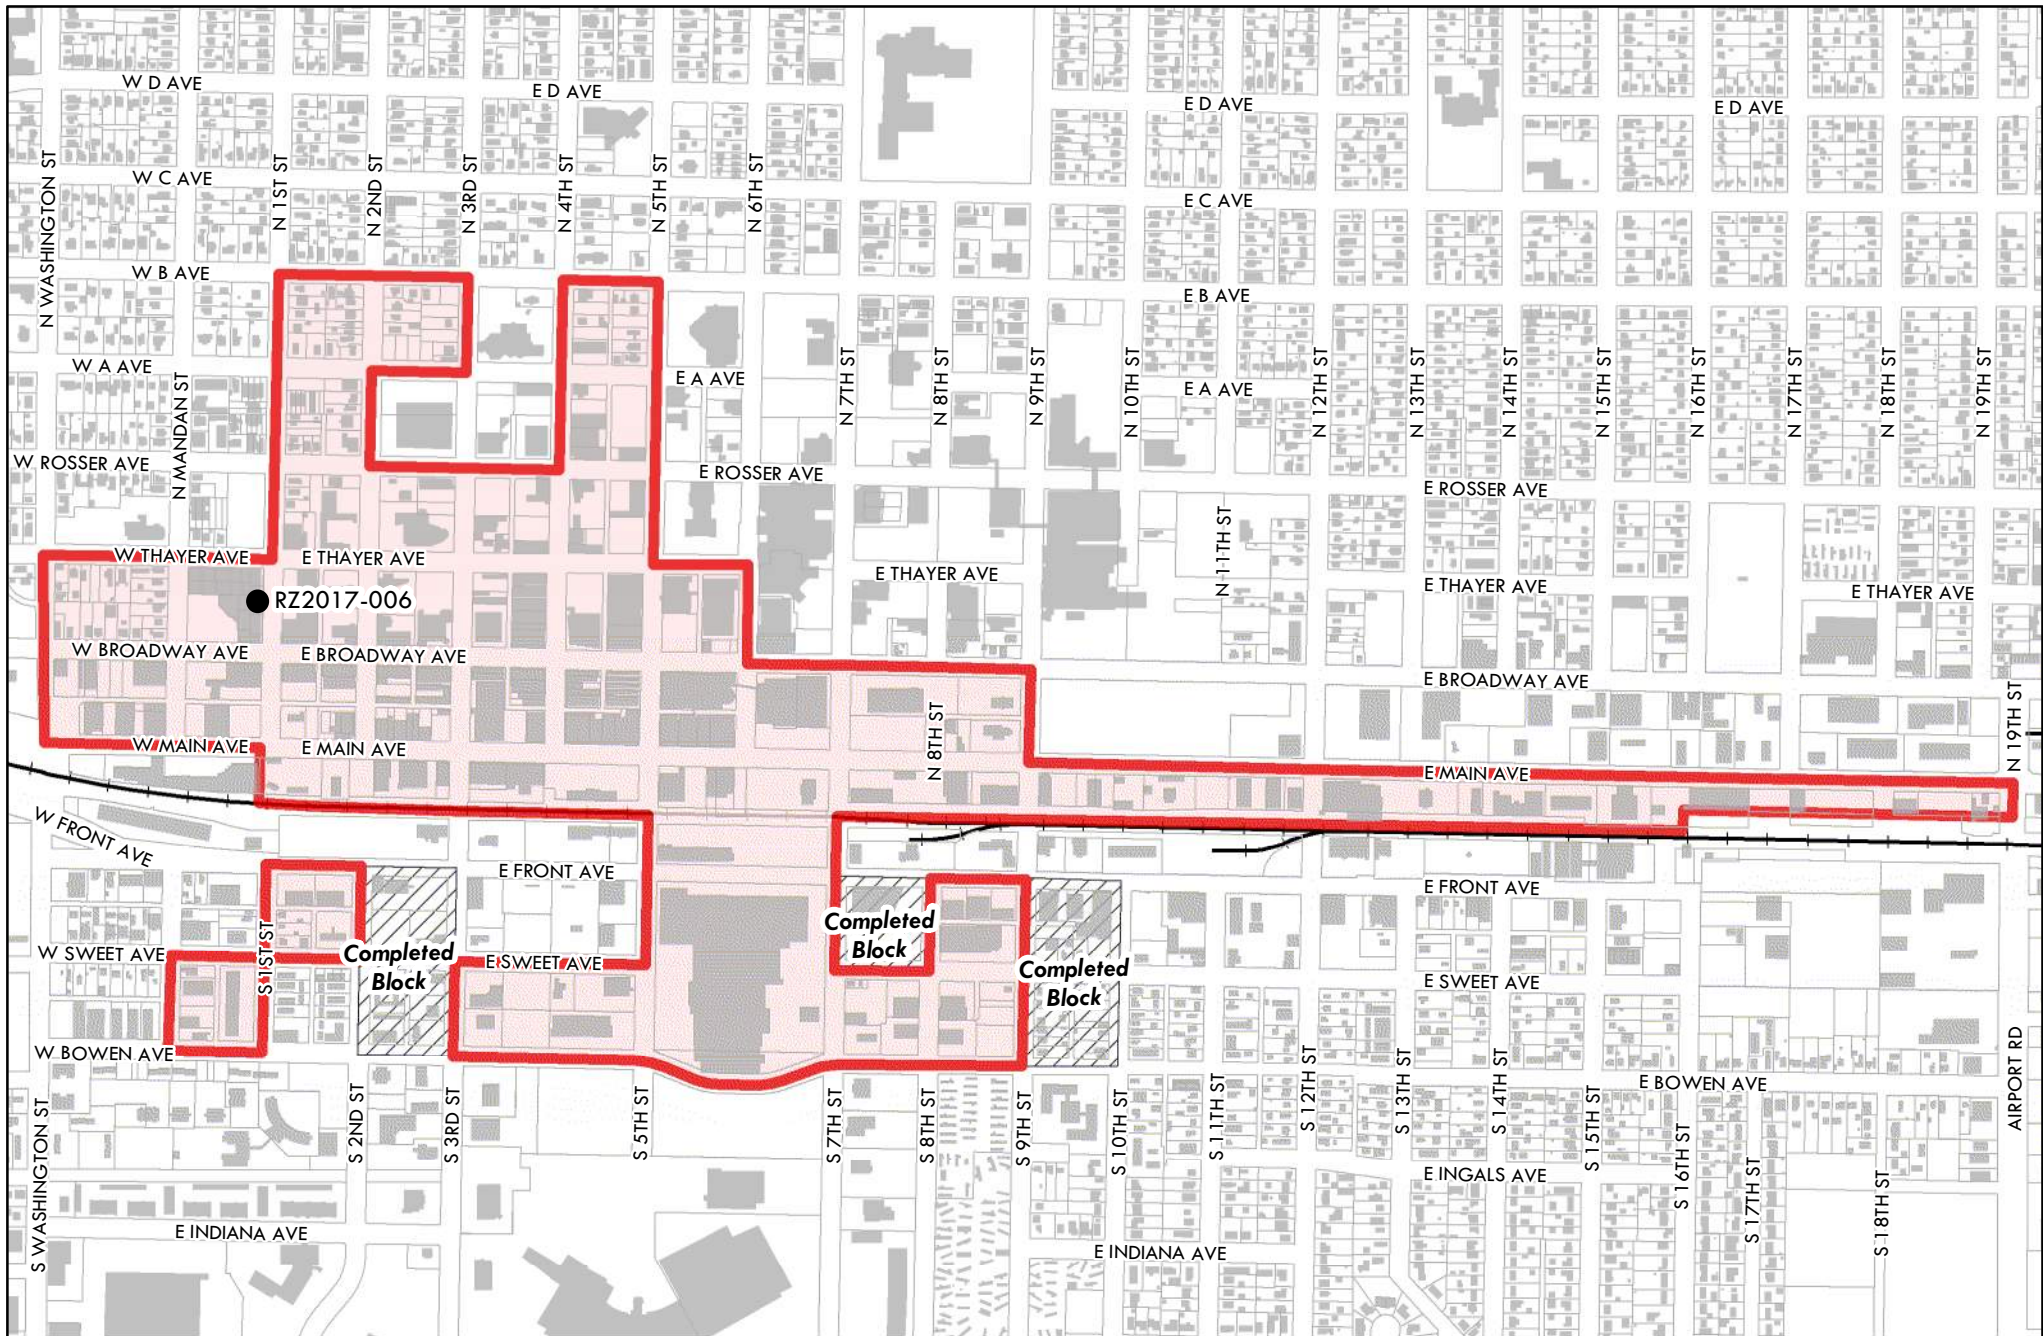 W D AVE
E D AVE
E D AVE
E D AVE
W C AVE
E C AVE
N WASHINGTON ST
N 1ST ST
N 2ND ST
N 3RD ST
N 4TH ST
N 5TH ST
N 6TH ST
W B AVE
E B AVE
W A AVE
E A AVE
E A AVE
N MANDAN ST
N 7TH ST
N 8TH ST
N 9TH ST
N 10TH ST
N 12TH ST
N 13TH ST
N 14TH ST
N 15TH ST
N 16TH ST
N 17TH ST
N 18TH ST
N 19TH ST
W ROSSER AVE
E ROSSER AVE
E ROSSER AVE
N 11TH ST
W THAYER AVE
E THAYER AVE
E THAYER AVE
E THAYER AVE
E THAYER AVE
RZ2017-006
W BROADWAY AVE
E BROADWAY AVE
E BROADWAY AVE
N 8TH ST
N 19TH ST
W MAIN AVE
E MAIN AVE
E MAIN AVE
W FRONT AVE
E FRONT AVE
E FRONT AVE
S 1ST ST
Completed
Block
Completed
Block
Completed
Block
W SWEET AVE
E SWEET AVE
E SWEET AVE
W BOWEN AVE
E BOWEN AVE
S WASHINGTON ST
S 2ND ST
S 3RD ST
S 5TH ST
S 7TH ST
S 8TH ST
S 9TH ST
S 10TH ST
S 11TH ST
S 12TH ST
S 13TH ST
S 14TH ST
S 15TH ST
S 16TH ST
S 17TH ST
S 18TH ST
AIRPORT RD
E INGALS AVE
E INDIANA AVE
E INDIANA AVE